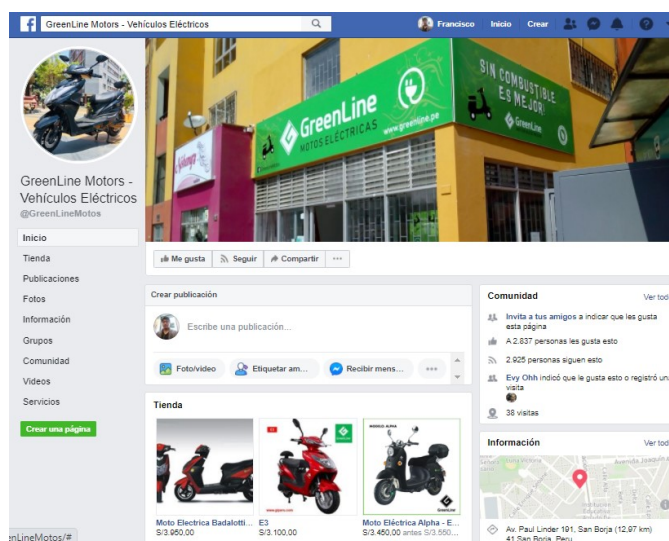 GreenLine Motors - Vehículos Eléctricos
Francisco
Inicio
Crear
GreenLine
MOTOS ELÉCTRICAS
www.greenline.pe
SIN COMBUSTIBLE
ES MEJOR!
GreenLine
GreenLine Motors -
Vehículos Eléctricos
@GreenLineMotos
Inicio
Tienda
Publicaciones
Fotos
Información
Grupos
Comunidad
Videos
Servicios
Crear una página
Me gusta
Seguir
Compartir
Crear publicación
Escribe una publicación...
Foto/video
Etiquetar am...
Recibir mens...
Tienda
MODELO: ALPHA
GreenLine
Moto Electrica Badalotti...
S/3.950,00
E3
S/3.100,00
Moto Eléctrica Alpha - E...
S/3.450,00 antes S/3.550...
Comunidad
Ver tod
Invita a tus amigos a indicar que les gusta
esta página
A 2.837 personas les gusta esto
2.925 personas siguen esto
Evy Ohh indicó que le gusta esto o registró un
visita
38 visitas
Información
Ver tod
Av. Paul Linder 191, San Borja (12,97 km)
41 San Borja, Peru
enLineMotos/#